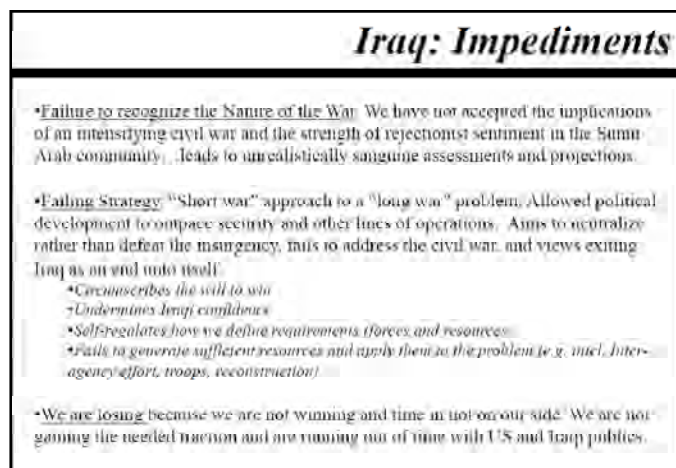 Iraq: Impediments
•Failure to recognize the Nature of the War. We have not accepted the implications
of an intensifying civil war and the strength of rejectionist sentiment in the Sunni
Arab community... leads to unrealistically sanguine assessments and projections.
•Failing Strategy. "Short war" approach to a "long war" problem. Allowed political
development to outpace security and other lines of operations. Aims to neutralize
rather than defeat the insurgency, fails to address the civil war, and views exiting
Iraq as an end unto itself.
•Circumscribes the will to win
•Undermines Iraqi confidence
•Self-regulates how we define requirements (forces and resources)
•Fails to generate sufficient resources and apply them to the problem (e.g. intel, Inter-
agency effort, troops, reconstruction)
•We are losing because we are not winning and time in not on our side. We are not
gaining the needed traction and are running out of time with US and Iraqi publics.